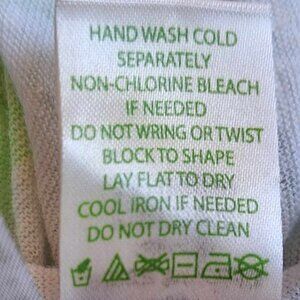 HAND WASH COLD
SEPARATELY
NON-CHLORINE BLEACH
IF NEEDED
DO NOT WRING OR TWIST
BLOCK TO SHAPE
LAY FLAT TO DRY
COOL IRON IF NEEDED
DO NOT DRY CLEAN